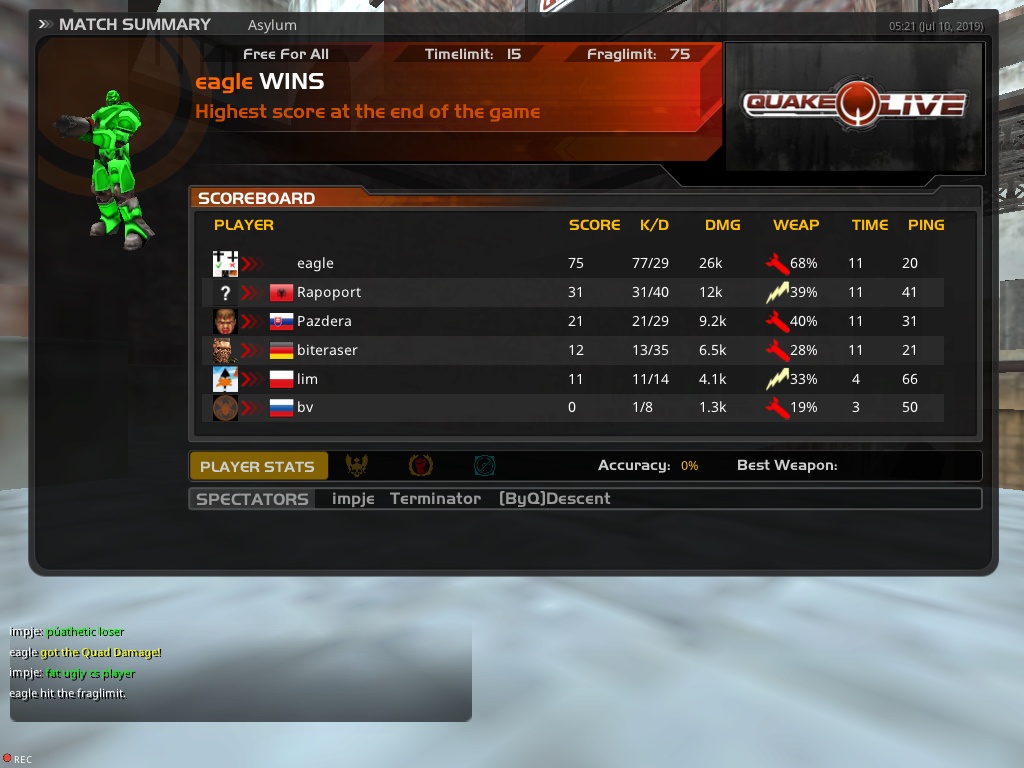 MATCH SUMMARY Asylum 05:21 (Jul 10, 2019)
Free For All Timelimit: 15 Fraglimit: 75
eagle WINS
Highest score at the end of the game
QUAKE LIVE
SCOREBOARD
PLAYER SCORE K/D DMG WEAP TIME PING
eagle 75 77/29 26k 68% 11 20
? Rapoport 31 31/40 12k 39% 11 41
Pazdera 21 21/29 9.2k 40% 11 31
biteraser 12 13/35 6.5k 28% 11 21
lim 11 11/14 4.1k 33% 4 66
bv 0 1/8 1.3k 19% 3 50
PLAYER STATS Accuracy: 0% Best Weapon:
SPECTATORS impje Terminator [ByQ]Descent
impje: púathetic loser
eagle got the Quad Damage!
impje: fat ugly cs player
eagle hit the fraglimit.
REC